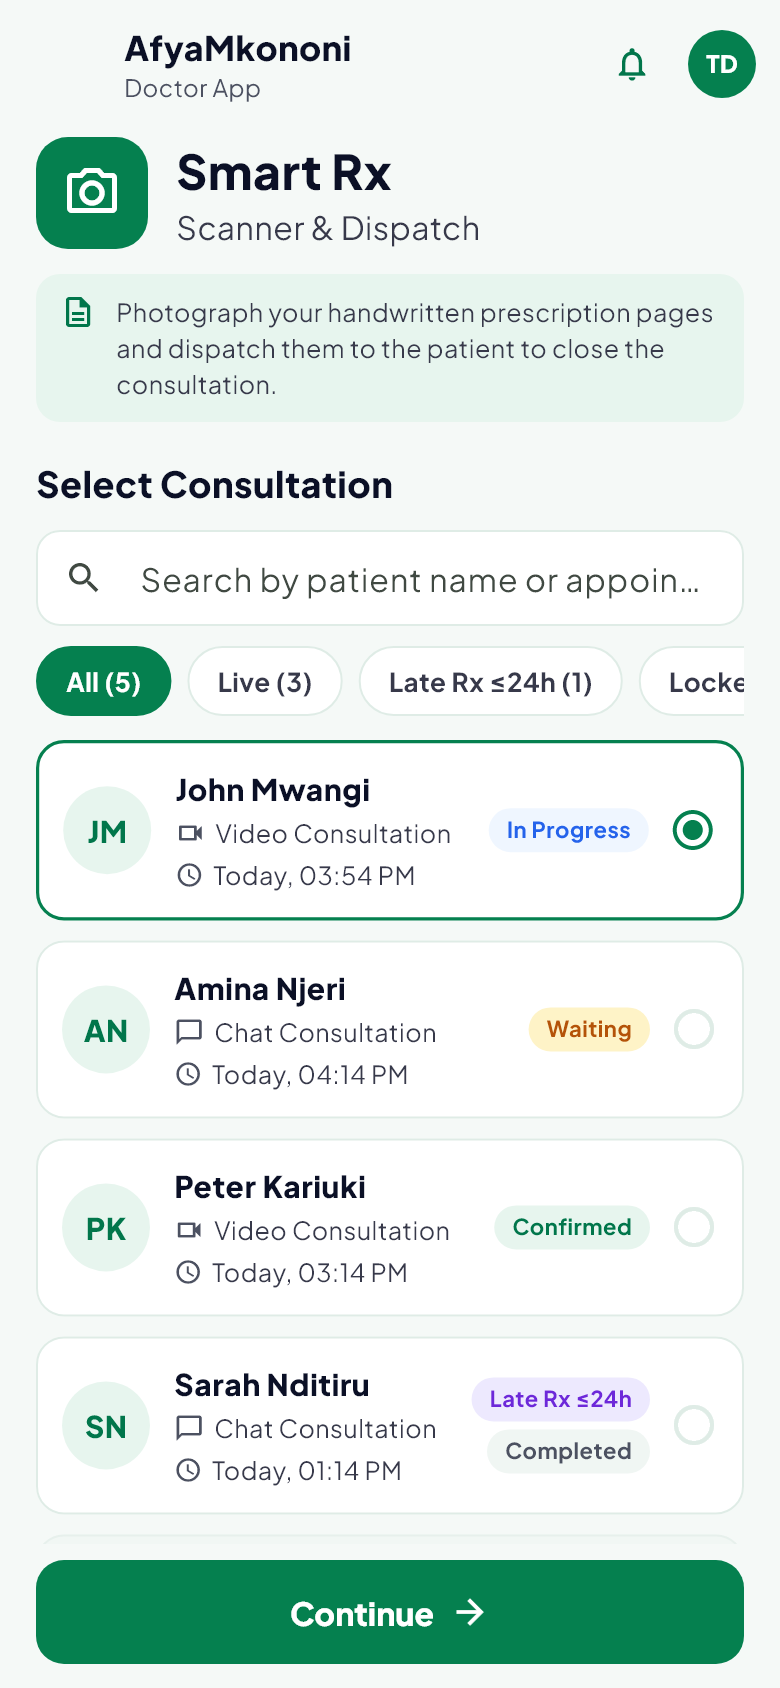 AfyaMkononi
Doctor App
TD
Smart Rx
Scanner & Dispatch
Photograph your handwritten prescription pages
and dispatch them to the patient to close the
consultation.
Select Consultation
Search by patient name or appoin...
All (5)
Live (3)
Late Rx ≤24h (1)
Locke
JM
John Mwangi
Video Consultation
Today, 03:54 PM
In Progress
AN
Amina Njeri
Chat Consultation
Today, 04:14 PM
Waiting
PK
Peter Kariuki
Video Consultation
Today, 03:14 PM
Confirmed
SN
Sarah Nditiru
Chat Consultation
Today, 01:14 PM
Late Rx ≤24h
Completed
Continue →